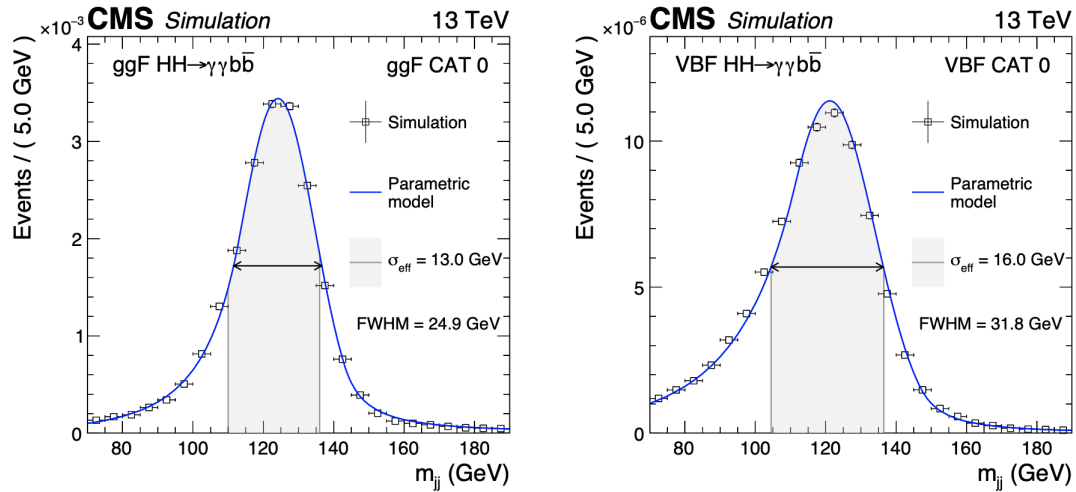 CMS Simulation 13 TeV
×10⁻³
ggF HH→γγbb̅ ggF CAT 0
Simulation
Parametric
model
σeff = 13.0 GeV
FWHM = 24.9 GeV
Events / ( 5.0 GeV)
4
3
2
1
0
80 100 120 140 160 180
mjj (GeV)
CMS Simulation 13 TeV
×10⁻⁶
VBF HH→γγbb̅ VBF CAT 0
Simulation
Parametric
model
σeff = 16.0 GeV
FWHM = 31.8 GeV
Events / ( 5.0 GeV)
10
5
0
80 100 120 140 160 180
mjj (GeV)